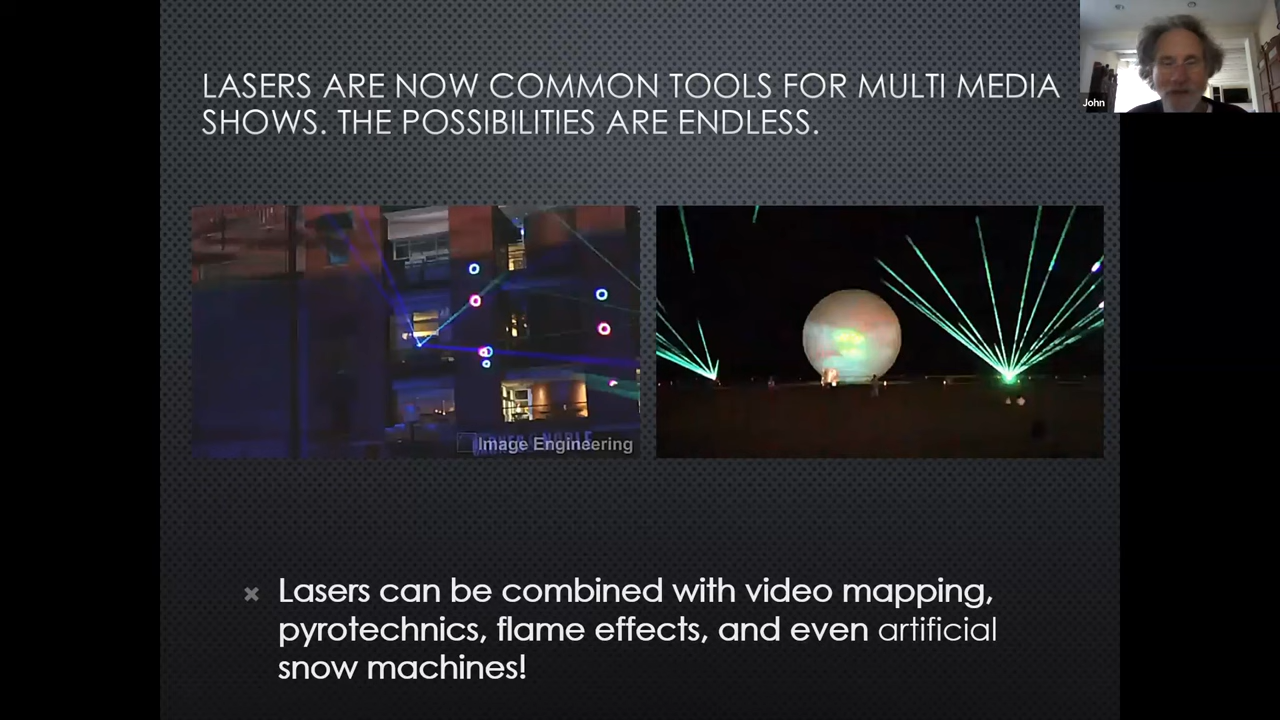 LASERS ARE NOW COMMON TOOLS FOR MULTI MEDIA
SHOWS. THE POSSIBILITIES ARE ENDLESS.
John
Image Engineering
Lasers can be combined with video mapping,
pyrotechnics, flame effects, and even artificial
snow machines!